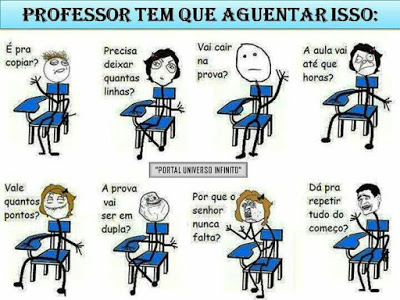 PROFESSOR TEM QUE AGUENTAR ISSO:
É pra
copiar?
Precisa
deixar
quantas
linhas?
Vai cair
na
prova?
A aula vai
até que
horas?
"PORTAL UNIVERSO INFINITO"
Vale
quantos
pontos?
A prova
vai
ser em
dupla?
Por que o
senhor
nunca
falta?
Dá pra
repetir
tudo do
começo?